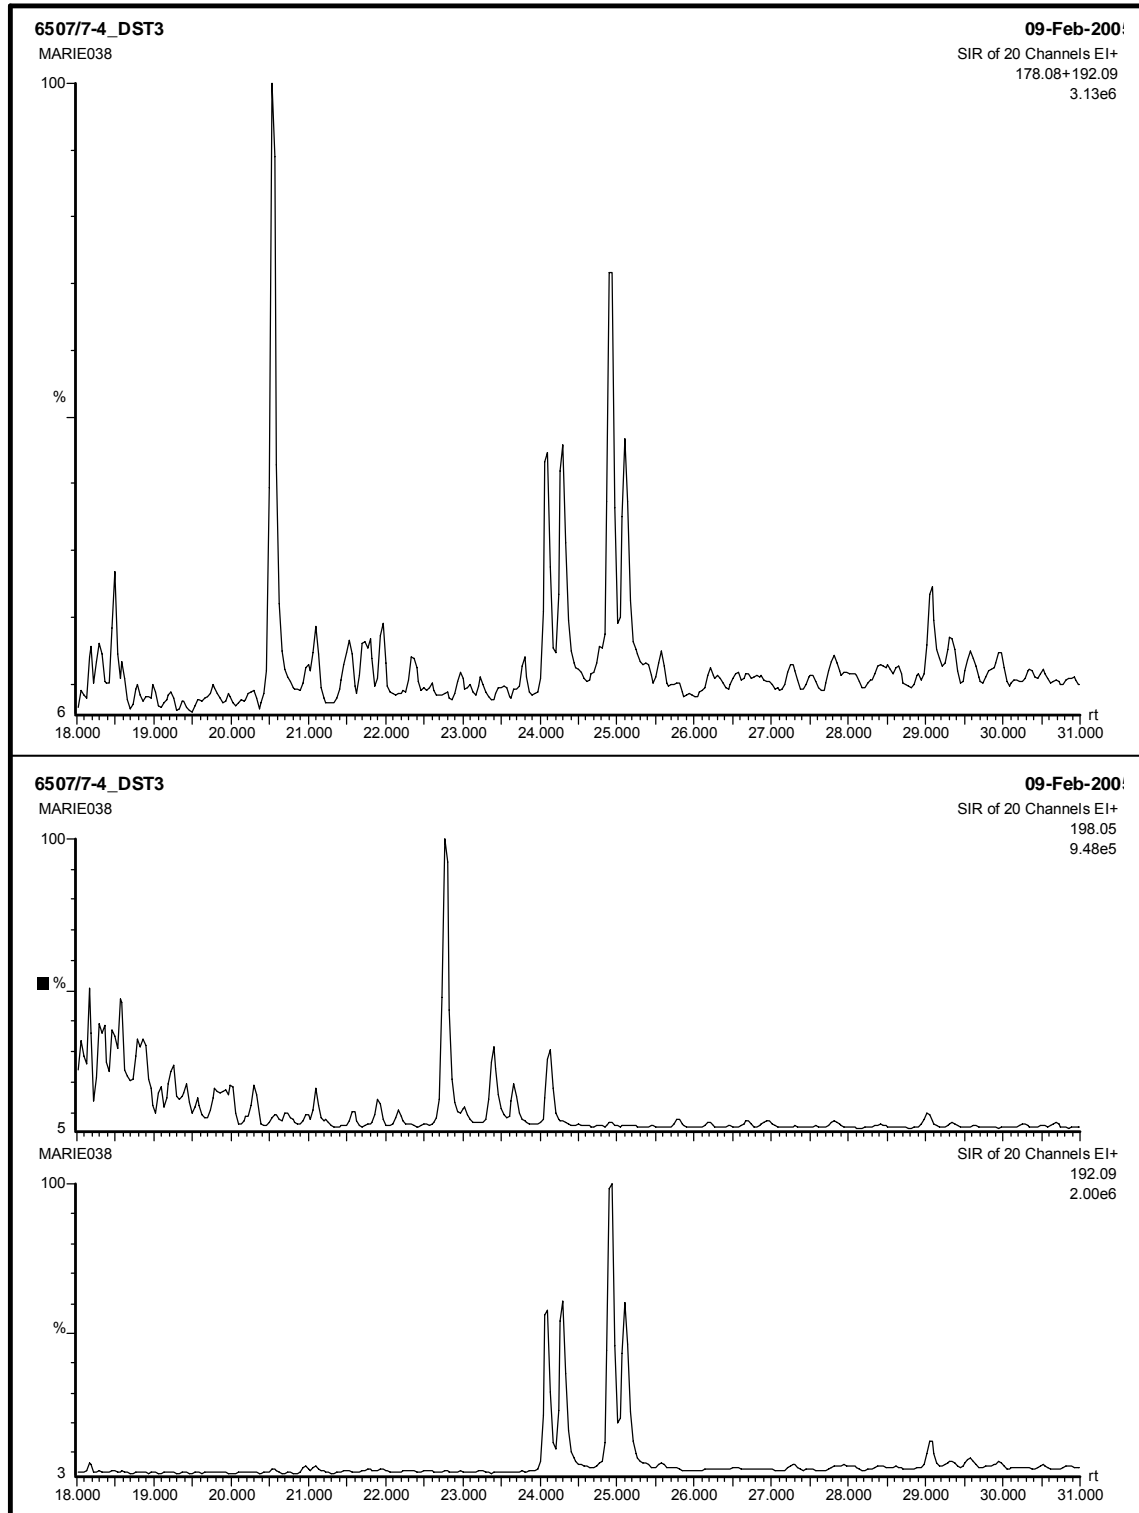 6507/7-4_DST3 09-Feb-200
MARIE038 SIR of 20 Channels EI+
178.08+192.09
3.13e6
100
%
6
18.000 19.000 20.000 21.000 22.000 23.000 24.000 25.000 26.000 27.000 28.000 29.000 30.000 31.000
rt
6507/7-4_DST3 09-Feb-200
MARIE038 SIR of 20 Channels EI+
198.05
9.48e5
100
%
5
MARIE038 SIR of 20 Channels EI+
192.09
2.00e6
100
%
3
18.000 19.000 20.000 21.000 22.000 23.000 24.000 25.000 26.000 27.000 28.000 29.000 30.000 31.000
rt